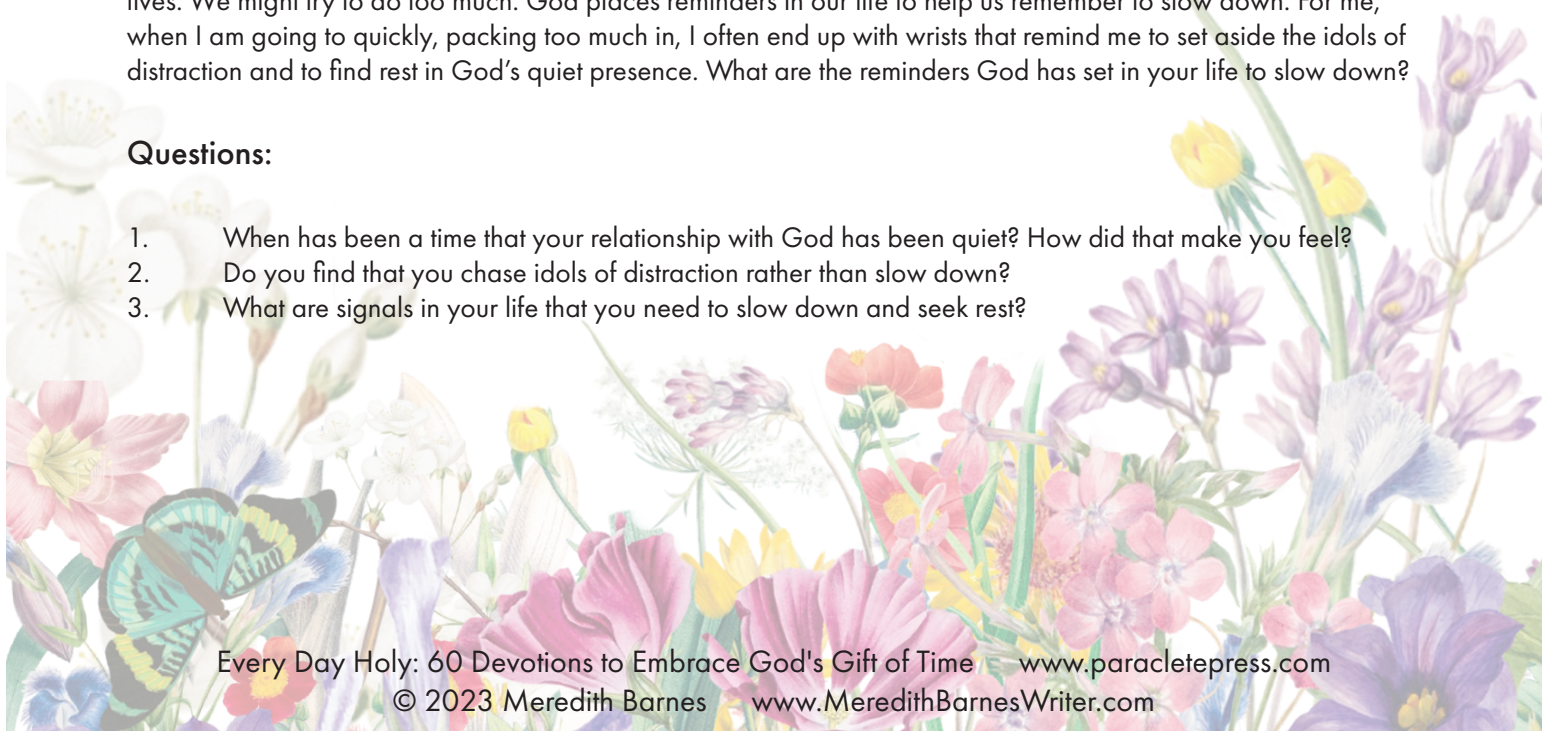 lives. We might try to do too much. God places reminders in our life to help us remember to slow down. For me,
when I am going to quickly, packing too much in, I often end up with wrists that remind me to set aside the idols of
distraction and to find rest in God’s quiet presence. What are the reminders God has set in your life to slow down?
Questions:
1. When has been a time that your relationship with God has been quiet? How did that make you feel?
2. Do you find that you chase idols of distraction rather than slow down?
3. What are signals in your life that you need to slow down and seek rest?
Every Day Holy: 60 Devotions to Embrace God's Gift of Time www.paracletepress.com
© 2023 Meredith Barnes www.MeredithBarnesWriter.com